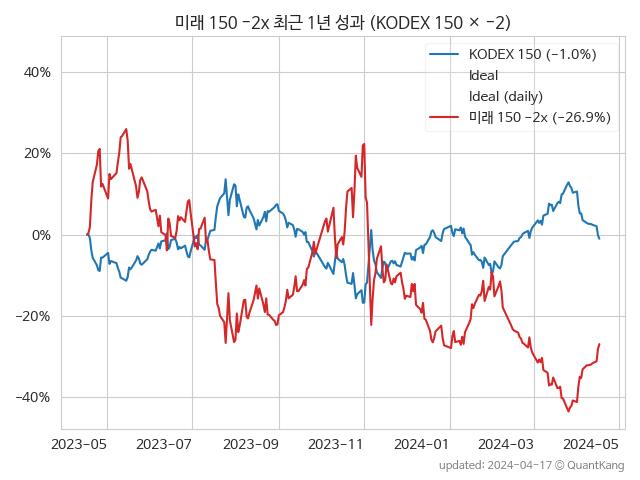 미래 150 −2x 최근 1년 성과 (KODEX 150 × −2)
KODEX 150 (−1.0%)
Ideal
Ideal (daily)
미래 150 −2x (−26.9%)
40%
20%
0%
−20%
−40%
2023−05 2023−07 2023−09 2023−11 2024−01 2024−03 2024−05
updated: 2024−04−17 © QuantKang